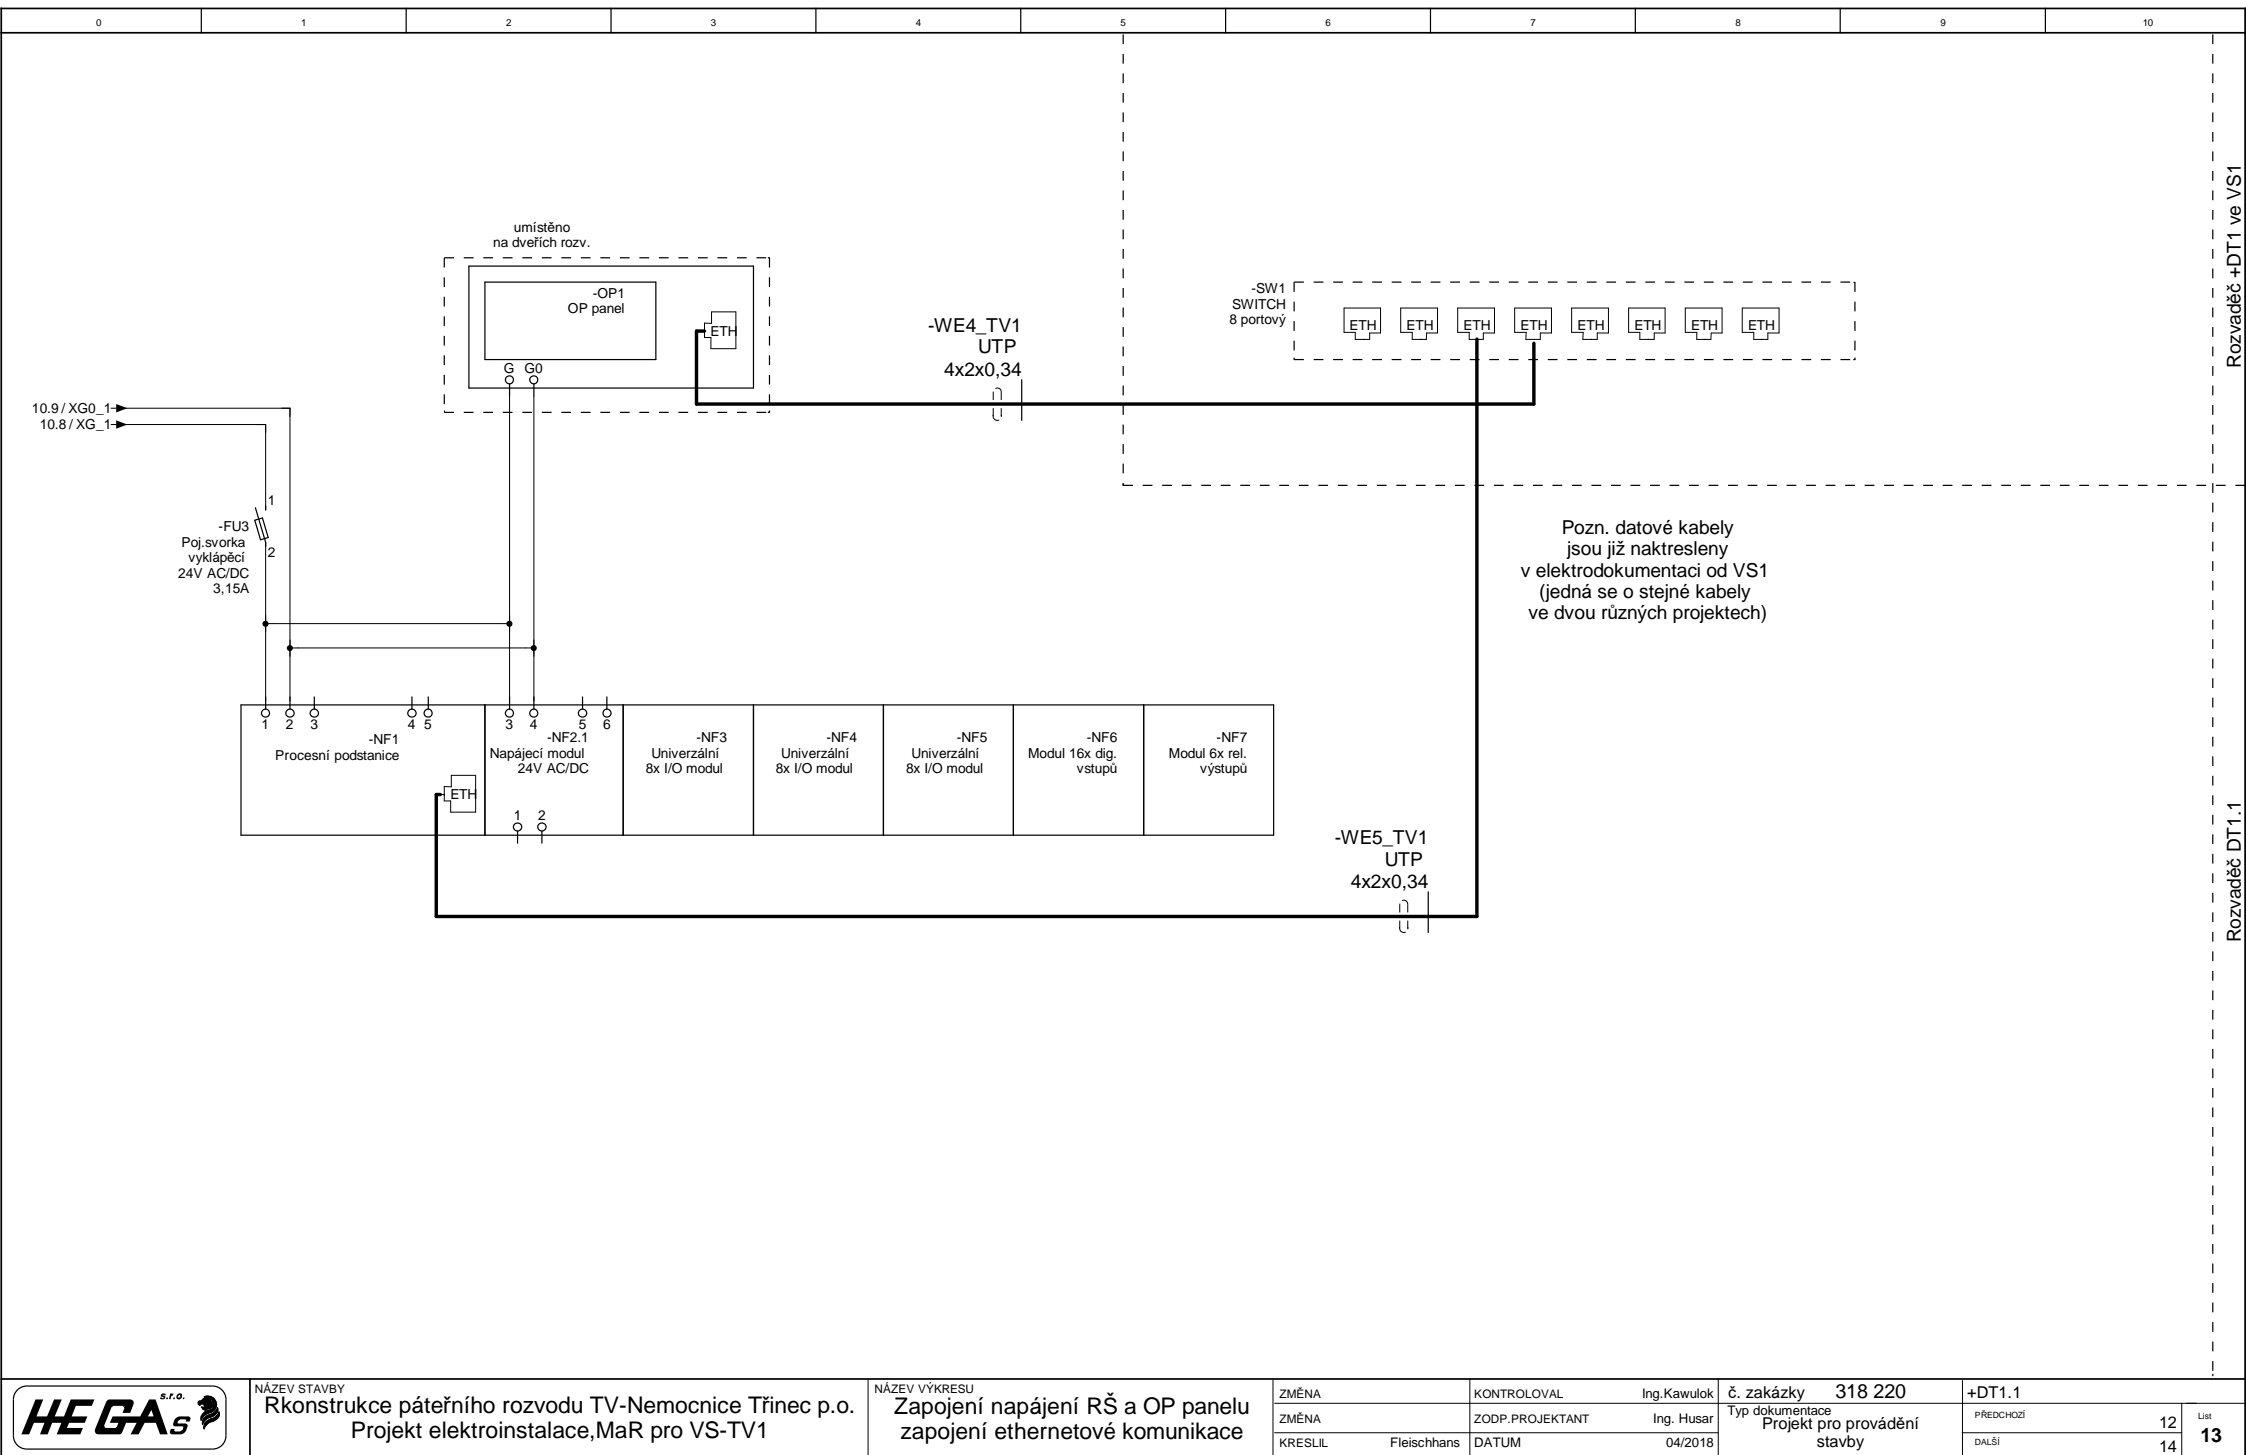 0 1 2 3 4 5 6 7 8 9 10
umístěno
na dveřích rozv.
-OP1
OP panel
ETH
G G0
-WE4_TV1
UTP
4x2x0,34
-SW1
SWITCH
8 portový
ETH ETH ETH ETH ETH ETH ETH ETH
Rozvaděč +DT1 ve VS1
10.9/XG0_1
10.8/XG_1
1
-FU3
Poj.svorka
vyklápěcí
24V AC/DC
3,15A
2
Pozn. datové kabely
jsou již naktresleny
v elektrodokumentaci od VS1
(jedná se o stejné kabely
ve dvou různých projektech)
1 2 3 4 5 3 4 5 6
-NF1
Procesní podstanice
ETH
-NF2.1
Napájecí modul
24V AC/DC
1 2
-NF3
Univerzální
8x I/O modul
-NF4
Univerzální
8x I/O modul
-NF5
Univerzální
8x I/O modul
-NF6
Modul 16x dig.
vstupů
-NF7
Modul 6x rel.
výstupů
-WE5_TV1
UTP
4x2x0,34
Rozvaděč DT1.1
HEGAs s.r.o.
NÁZEV STAVBY
Rkonstrukce páteřního rozvodu TV-Nemocnice Třinec p.o.
Projekt elektroinstalace,MaR pro VS-TV1
NÁZEV VÝKRESU
Zapojení napájení RŠ a OP panelu
zapojení ethernetové komunikace
ZMĚNA
ZMĚNA
KRESLIL Fleischhans
KONTROLOVAL Ing.Kawulok
ZODP.PROJEKTANT Ing. Husar
DATUM 04/2018
č. zakázky 318 220
Typ dokumentace
Projekt pro provádění
stavby
+DT1.1
PŘEDCHOZÍ 12
DALŠÍ 14
List
13